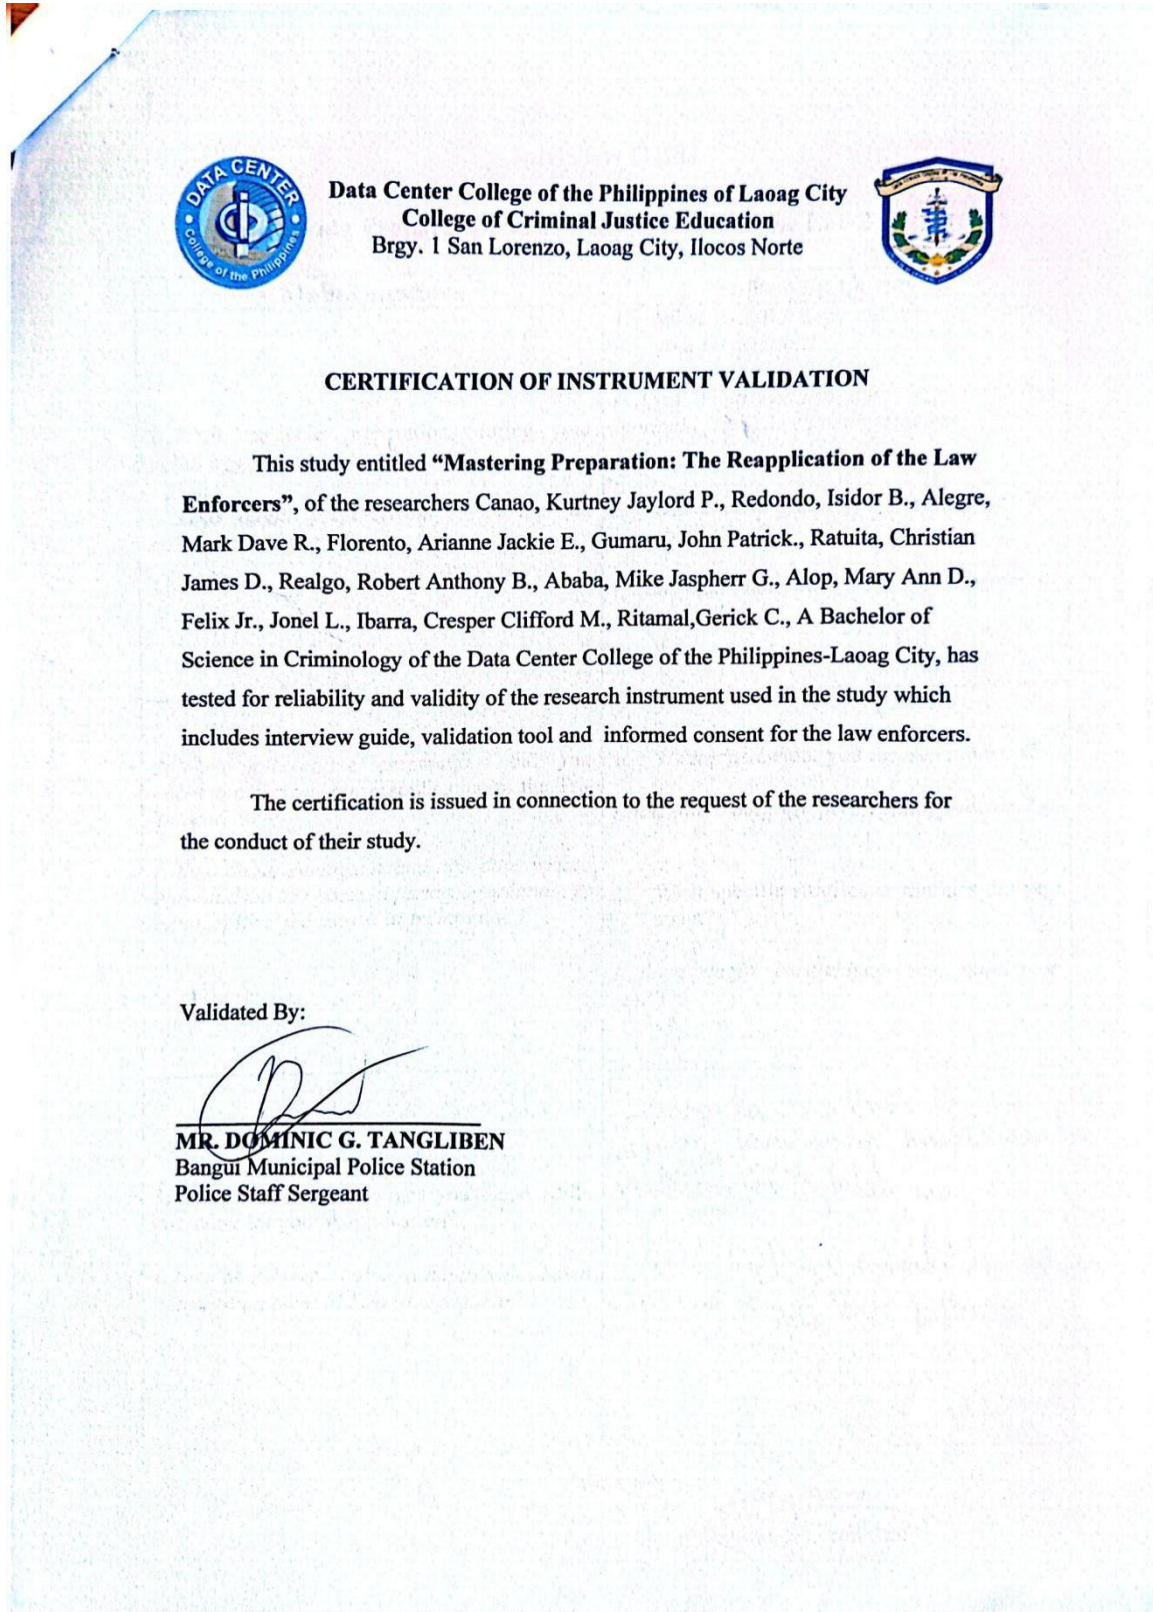 DATA CENTER
College of the Philippines
Data Center College of the Philippines of Laoag City
College of Criminal Justice Education
Brgy. 1 San Lorenzo, Laoag City, Ilocos Norte
CERTIFICATION OF INSTRUMENT VALIDATION
This study entitled “Mastering Preparation: The Reapplication of the Law
Enforcers”, of the researchers Canao, Kurtney Jaylord P., Redondo, Isidor B., Alegre,
Mark Dave R., Florento, Arianne Jackie E., Gumaru, John Patrick., Ratuita, Christian
James D., Realgo, Robert Anthony B., Ababa, Mike Jaspherr G., Alop, Mary Ann D.,
Felix Jr., Jonel L., Ibarra, Cresper Clifford M., Ritamal,Gerick C., A Bachelor of
Science in Criminology of the Data Center College of the Philippines-Laoag City, has
tested for reliability and validity of the research instrument used in the study which
includes interview guide, validation tool and informed consent for the law enforcers.
The certification is issued in connection to the request of the researchers for
the conduct of their study.
Validated By:
MR. DOMINIC G. TANGLIBEN
Bangui Municipal Police Station
Police Staff Sergeant